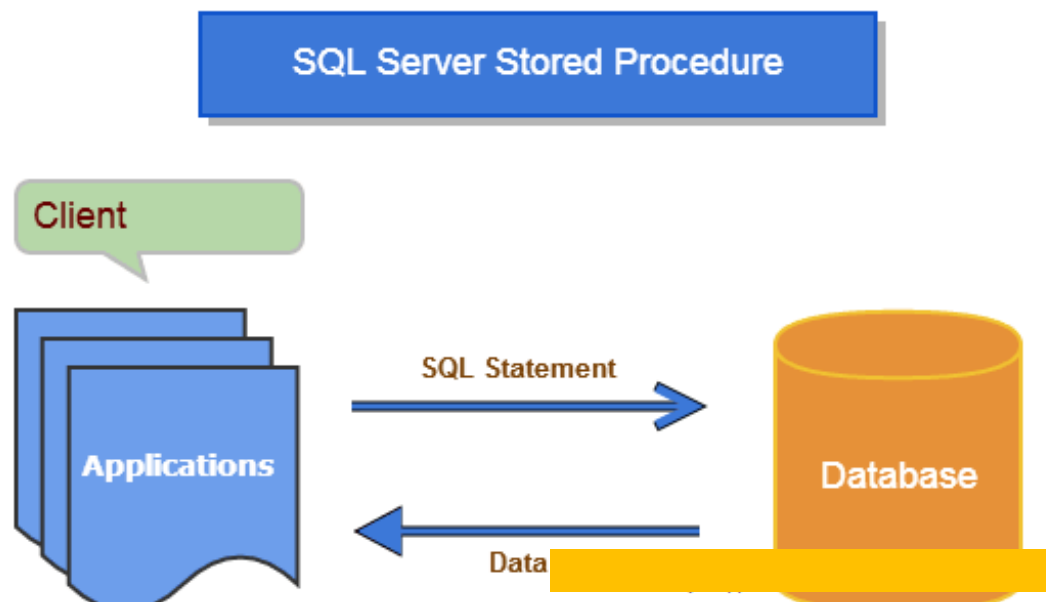 SQL Server Stored Procedure
Client
SQL Statement
Applications
Database
Data